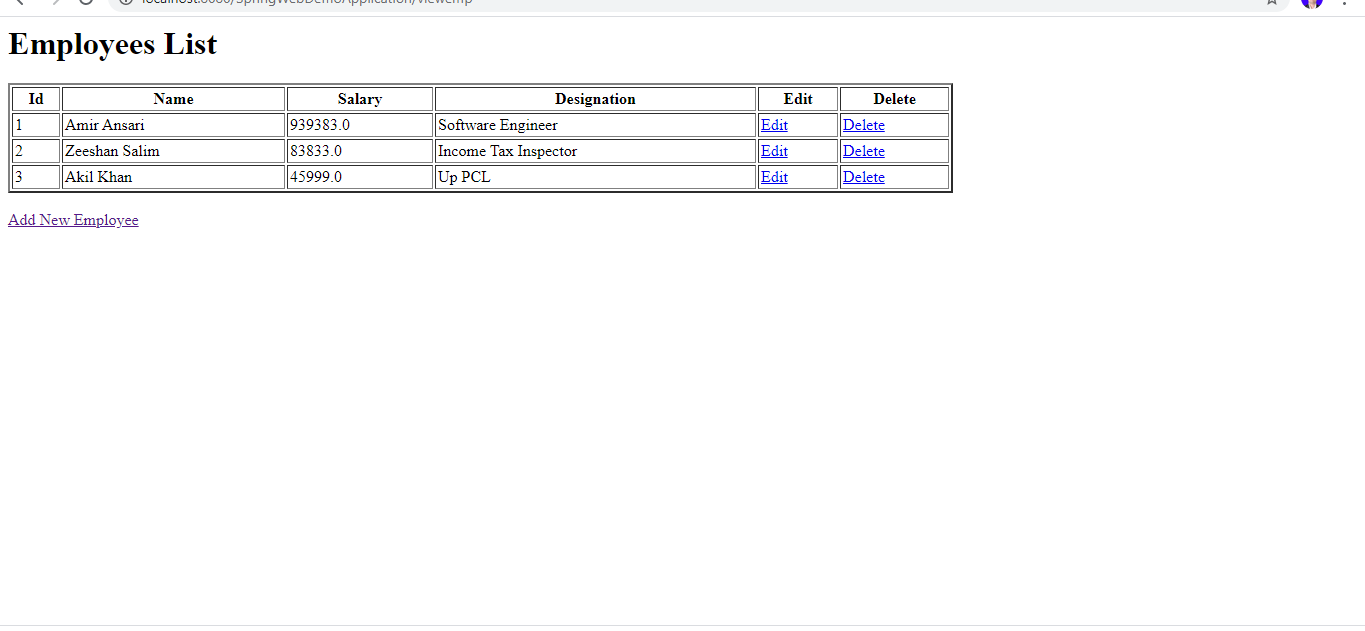 localhost:8080/SpringWebDemoApplication/viewemp
Employees List
Id Name Salary Designation Edit Delete
1 Amir Ansari 939383.0 Software Engineer Edit Delete
2 Zeeshan Salim 83833.0 Income Tax Inspector Edit Delete
3 Akil Khan 45999.0 Up PCL Edit Delete
Add New Employee